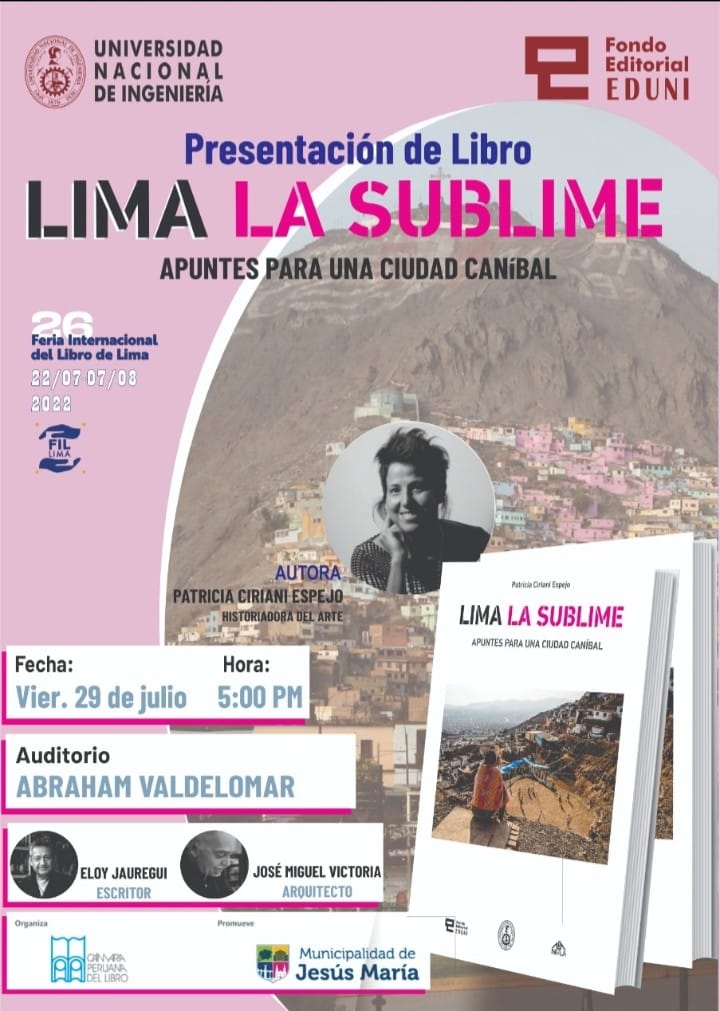 UNIVERSIDAD
NACIONAL
DE INGENIERÍA
Fondo
Editorial
EDUNI
Presentación de Libro
LIMA LA SUBLIME
APUNTES PARA UNA CIUDAD CANíBAL
26
Feria Internacional
del Libro de Lima
22/07-07/08
2022
FIL
LIMA
AUTORA
PATRICIA CIRIANI ESPEJO
HISTORIADORA DEL ARTE
Patricia Ciriani Espejo
LIMA LA SUBLIME
APUNTES PARA UNA CIUDAD CANÍBAL
Fondo
Editorial
EDUNI
Fecha: Hora:
Vier. 29 de julio 5:00 PM
Auditorio
ABRAHAM VALDELOMAR
ELOY JAUREGUI
ESCRITOR
JOSÉ MIGUEL VICTORIA
ARQUITECTO
Organiza
CÁMARA
PERUANA
DEL LIBRO
Promueve
Municipalidad de
Jesús María